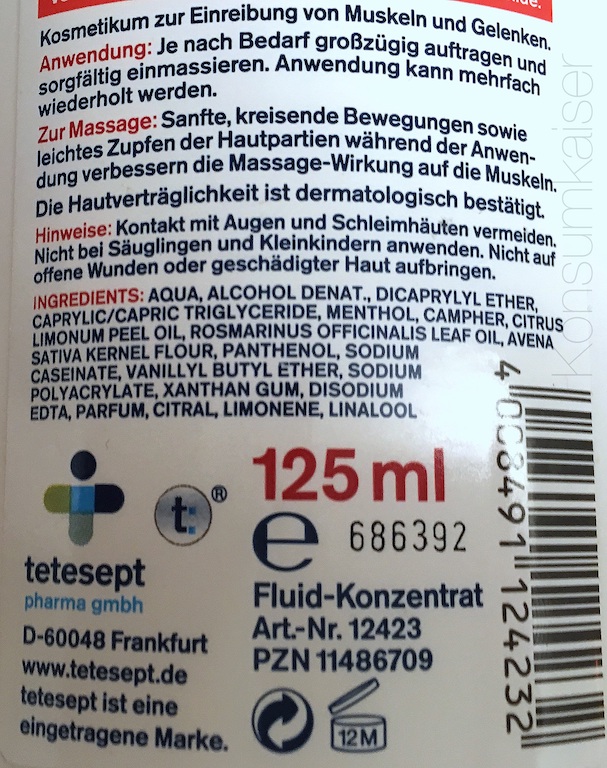 Kosmetikum zur Einreibung von Muskeln und Gelenken.
Anwendung: Je nach Bedarf großzügig auftragen und
sorgfältig einmassieren. Anwendung kann mehrfach
wiederholt werden.
Zur Massage: Sanfte, kreisende Bewegungen sowie
leichtes Zupfen der Hautpartien während der Anwen-
dung verbessern die Massage-Wirkung auf die Muskeln.
Die Hautverträglichkeit ist dermatologisch bestätigt.
Hinweise: Kontakt mit Augen und Schleimhäuten vermeiden.
Nicht bei Säuglingen und Kleinkindern anwenden. Nicht auf
offene Wunden oder geschädigter Haut aufbringen.
INGREDIENTS: AQUA, ALCOHOL DENAT., DICAPRYLYL ETHER,
CAPRYLIC/CAPRIC TRIGLYCERIDE, MENTHOL, CAMPHER, CITRUS
LIMONUM PEEL OIL, ROSMARINUS OFFICINALIS LEAF OIL, AVENA
SATIVA KERNEL FLOUR, PANTHENOL, SODIUM
CASEINATE, VANILLYL BUTYL ETHER, SODIUM
POLYACRYLATE, XANTHAN GUM, DISODIUM
EDTA, PARFUM, CITRAL, LIMONENE, LINALOOL
t:®
tetesept
pharma gmbh
D-60048 Frankfurt
www.tetesept.de
tetesept ist eine
eingetragene Marke.
125 ml
e 686392
Fluid-Konzentrat
Art.-Nr. 12423
PZN 11486709
12M
4 008491 124232
Konsumkaiser